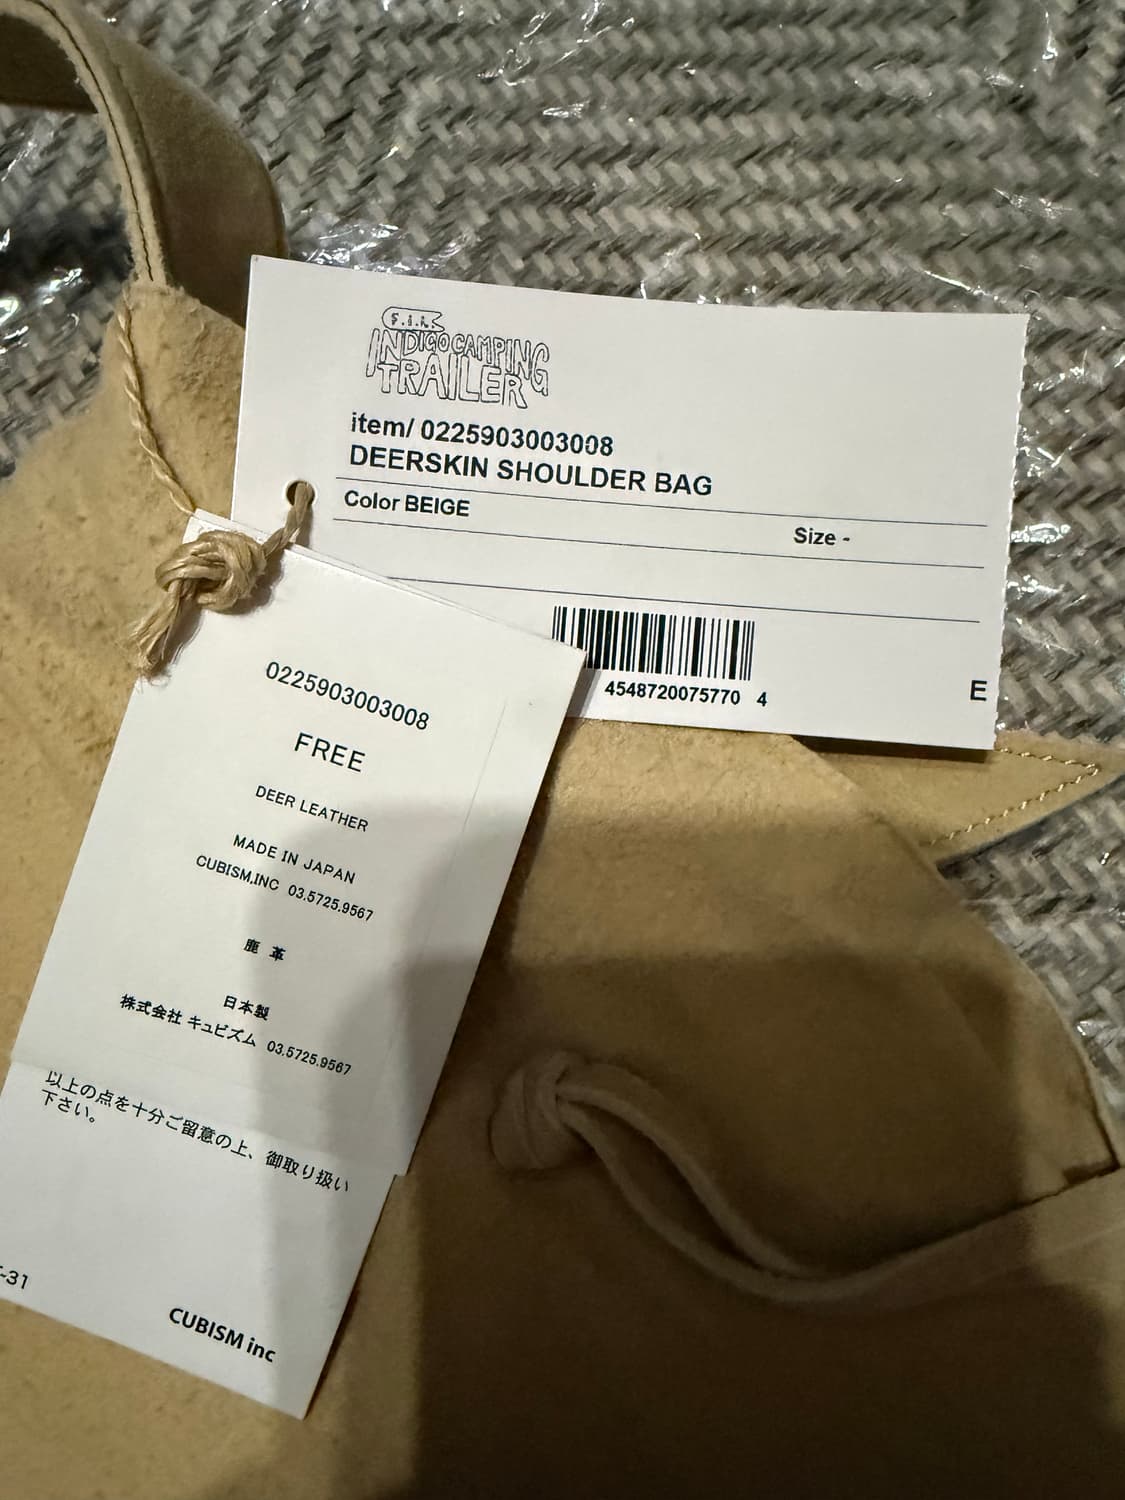 F.I.L.
INDIGO CAMPING
TRAILER
item/ 0225903003008
DEERSKIN SHOULDER BAG
Color BEIGE
Size -
4548720075770 4
E
0225903003008
FREE
DEER LEATHER
MADE IN JAPAN
CUBISM,INC 03.5725.9567
鹿 革
日本製
株式会社 キュビズム 03.5725.9567
以上の点を十分ご留意の上、御取り扱い
下さい。
-31
CUBISM inc